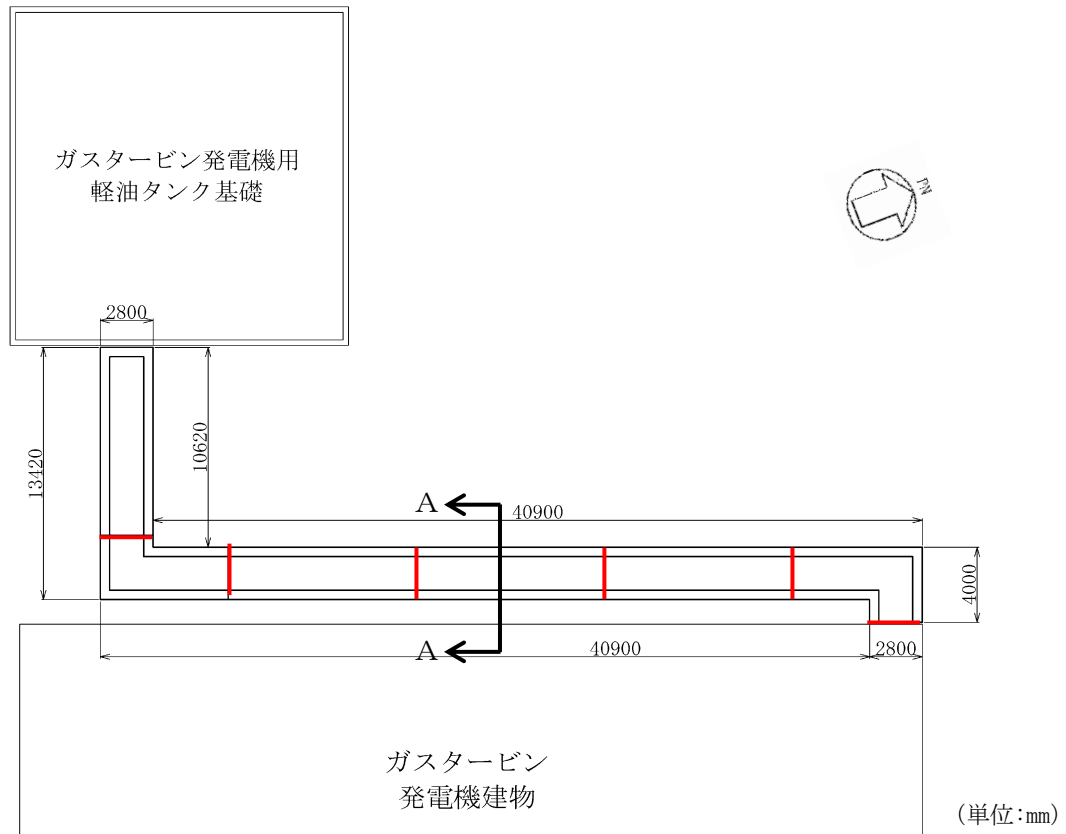 ガスタービン発電機用
軽油タンク基礎
PN
2800
13420
10620
A
40900
4000
A
40900
2800
ガスタービン
発電機建物
(単位:mm)